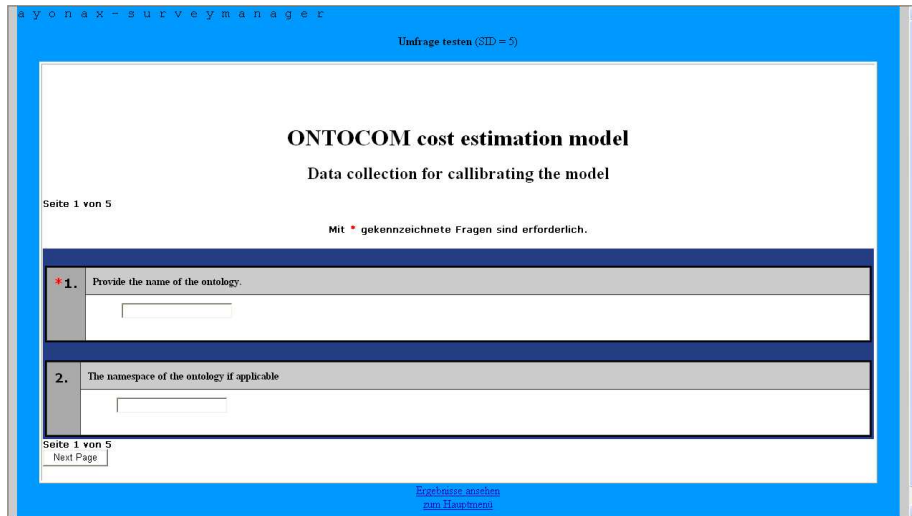 ayonax-surveymanager
Umfrage testen (SID = 5)
ONTOCOM cost estimation model
Data collection for callibrating the model
Seite 1 von 5
Mit * gekennzeichnete Fragen sind erforderlich.
*1. Provide the name of the ontology.
2. The namespace of the ontology if applicable
Seite 1 von 5
Next Page
Ergebnisse ansehen
zum Hauptmenü